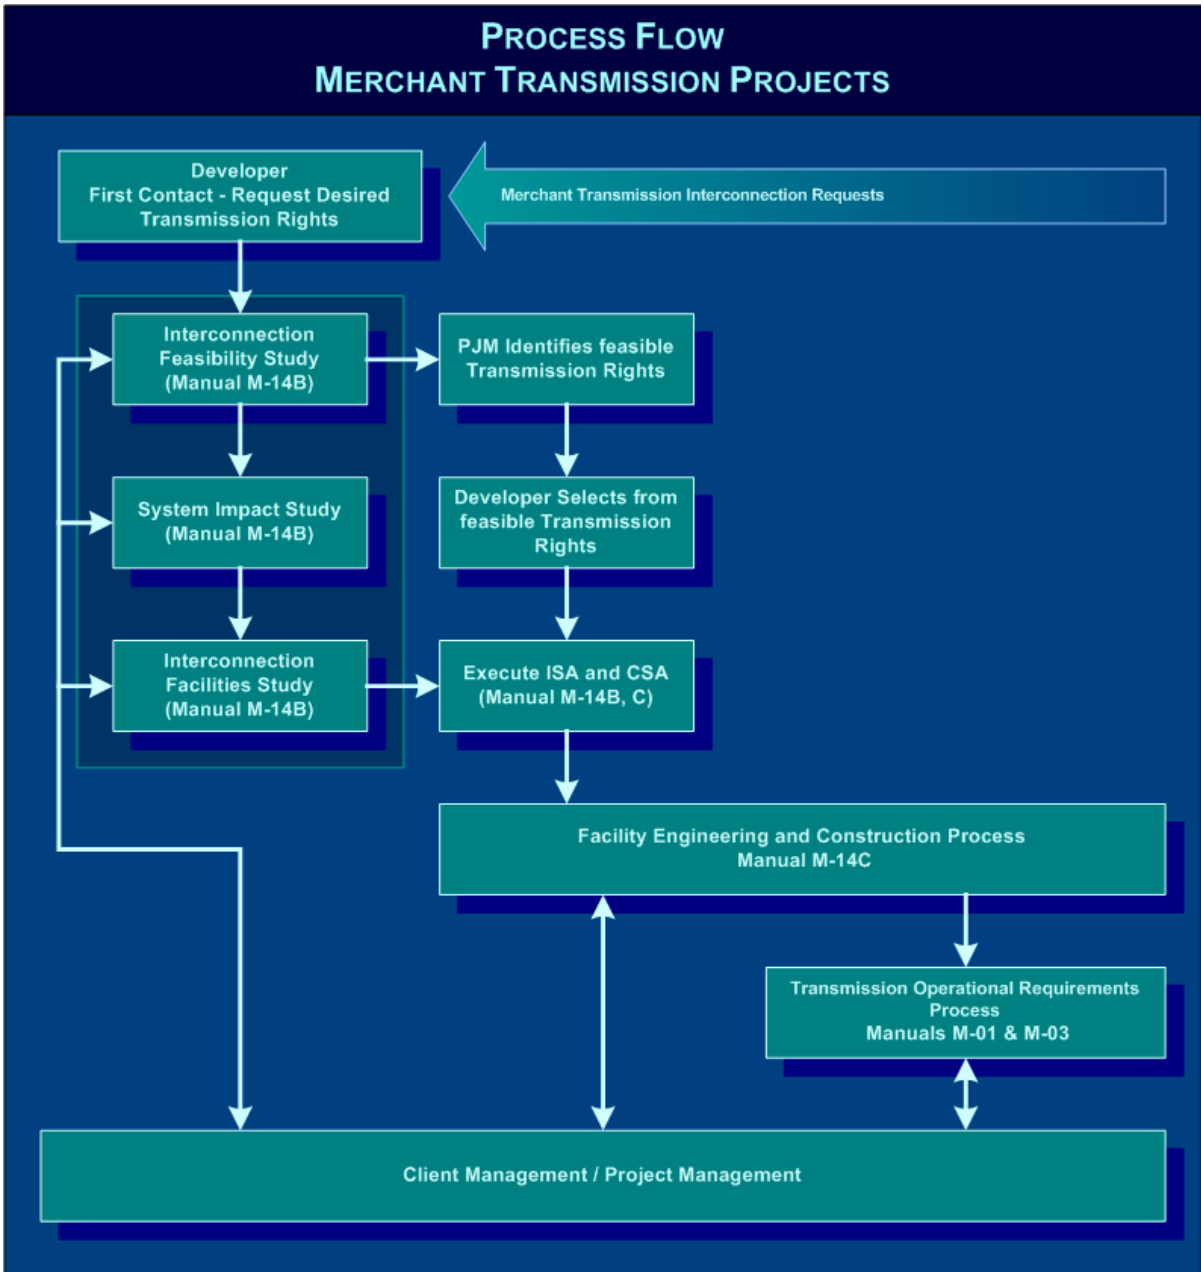 PROCESS FLOW
MERCHANT TRANSMISSION PROJECTS
Developer
First Contact - Request Desired
Transmission Rights
Merchant Transmission Interconnection Requests
Interconnection
Feasibility Study
(Manual M-14B)
PJM Identifies feasible
Transmission Rights
System Impact Study
(Manual M-14B)
Developer Selects from
feasible Transmission
Rights
Interconnection
Facilities Study
(Manual M-14B)
Execute ISA and CSA
(Manual M-14B, C)
Facility Engineering and Construction Process
Manual M-14C
Transmission Operational Requirements
Process
Manuals M-01 & M-03
Client Management / Project Management